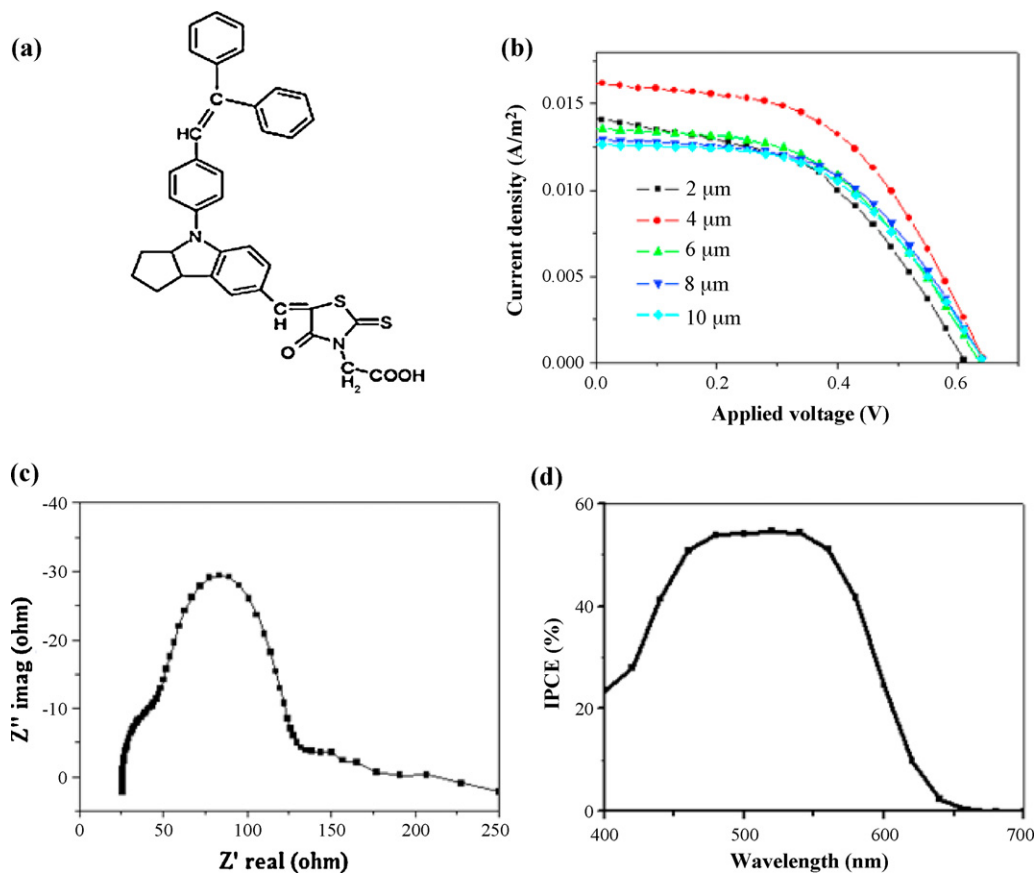 (a)
C
HC
N
C
H
S
S
O
N
C
H2
COOH
(b)
Current density (A/m²)
0.015
0.010
0.005
0.000
2 μm
4 μm
6 μm
8 μm
10 μm
0.0 0.2 0.4 0.6
Applied voltage (V)
(c)
Z'' imag (ohm)
-40
-30
-20
-10
0
0 50 100 150 200 250
Z' real (ohm)
(d)
IPCE (%)
60
40
20
0
400 500 600 700
Wavelength (nm)